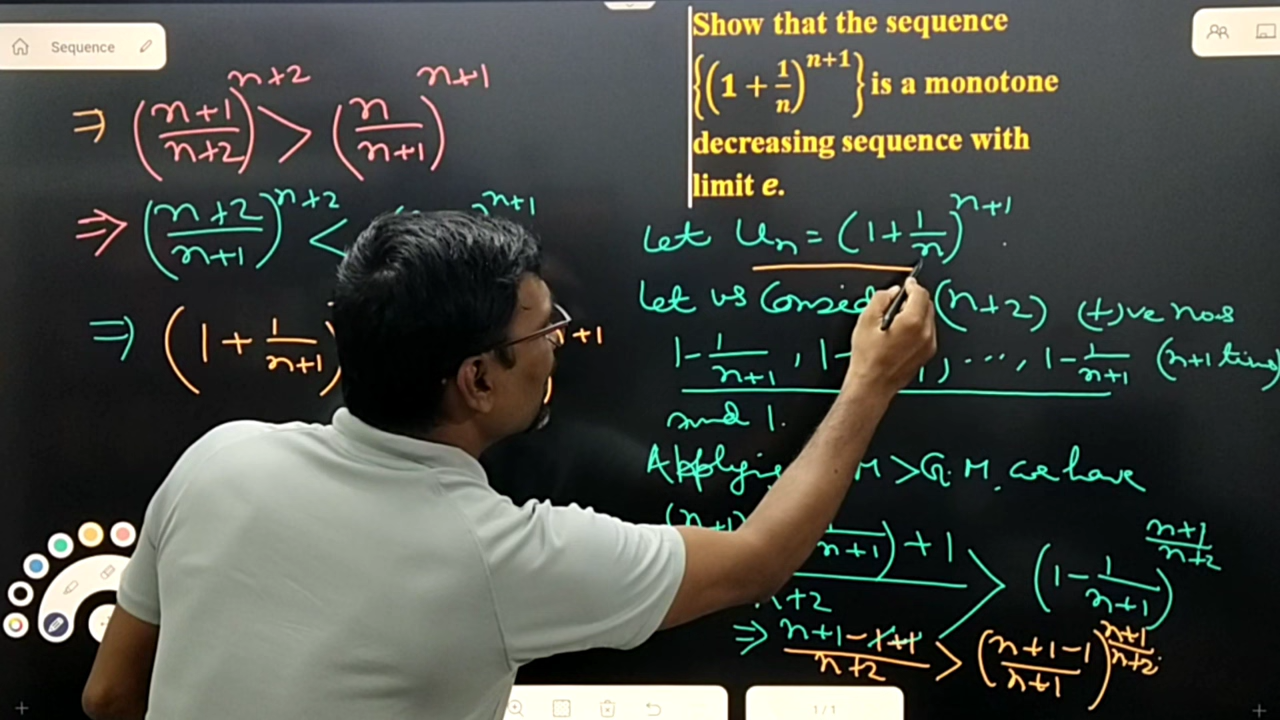 Sequence
Show that the sequence
{(1 + 1/n)^{n+1}} is a monotone
decreasing sequence with
limit e.
Let Uₙ = (1 + 1/n)^{n+1}.
Let us (n+2) (+)ve nos
1 - 1/(n+1), 1 - , ..., 1 - 1/(n+1) (n+1 times)
and 1.
> G.M. we have
+ 1 > (1 - 1/(n+1))^{(n+1)/(n+2)}
n+2
⇒ (n+1-1+1)/(n+2) > ((n+1-1)/(n+1))^{(n+1)/(n+2)}.
⇒ ((n+1)/(n+2))^{n+2} > (n/(n+1))^{n+1}
⇒ ((n+2)/(n+1))^{n+2} < ( )^{n+1}
⇒ (1 + 1/(n+1)) n+1
1/1